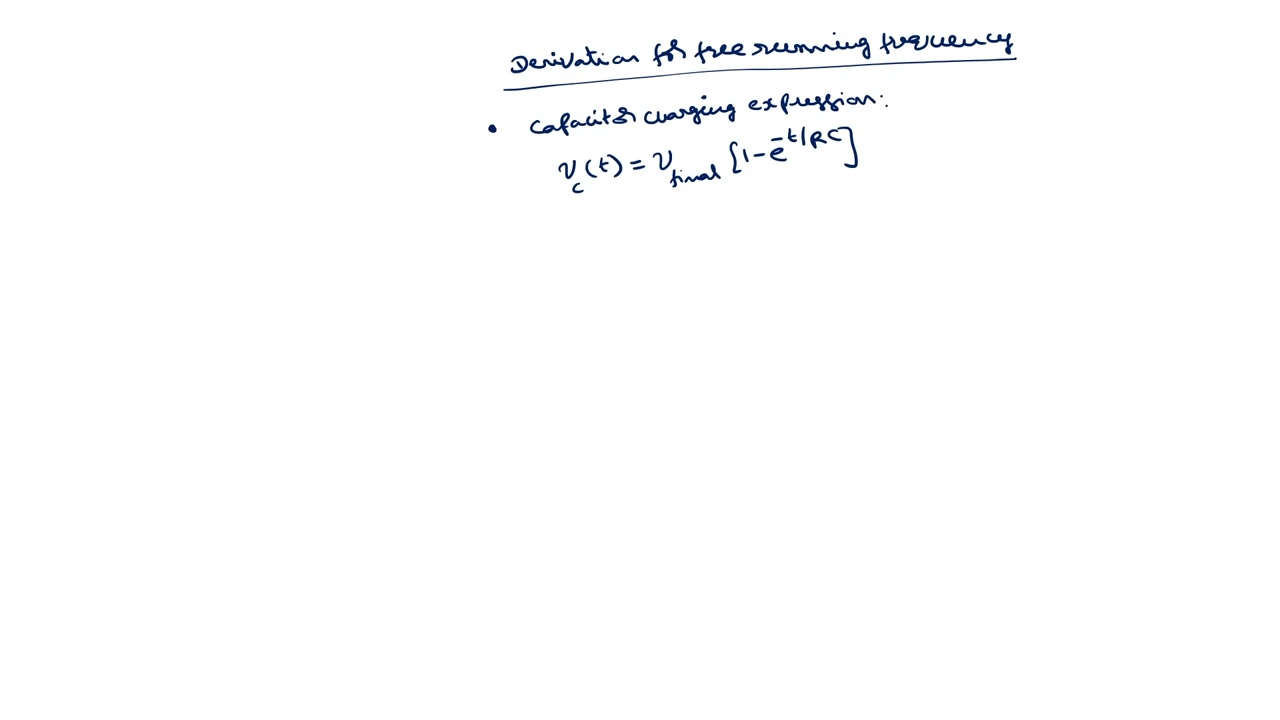 Derivation for free running frequency
• Capacitor charging expression:
v_c(t) = v_final [1 - e^-t/RC]